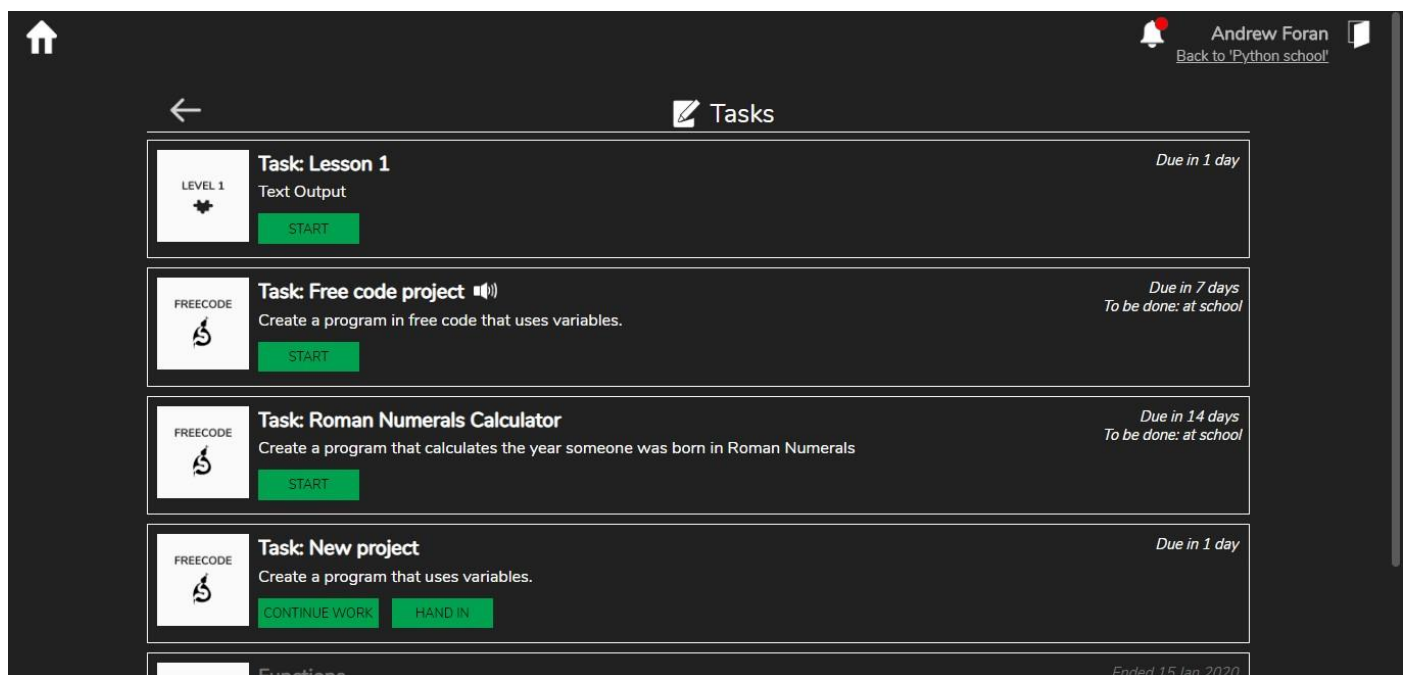 Andrew Foran
Back to 'Python school'
Tasks
LEVEL 1
Task: Lesson 1
Due in 1 day
Text Output
START
FREECODE
Task: Free code project
Due in 7 days
To be done: at school
Create a program in free code that uses variables.
START
FREECODE
Task: Roman Numerals Calculator
Due in 14 days
To be done: at school
Create a program that calculates the year someone was born in Roman Numerals
START
FREECODE
Task: New project
Due in 1 day
Create a program that uses variables.
CONTINUE WORK
HAND IN
Functions
Ended 15 Jan 2020